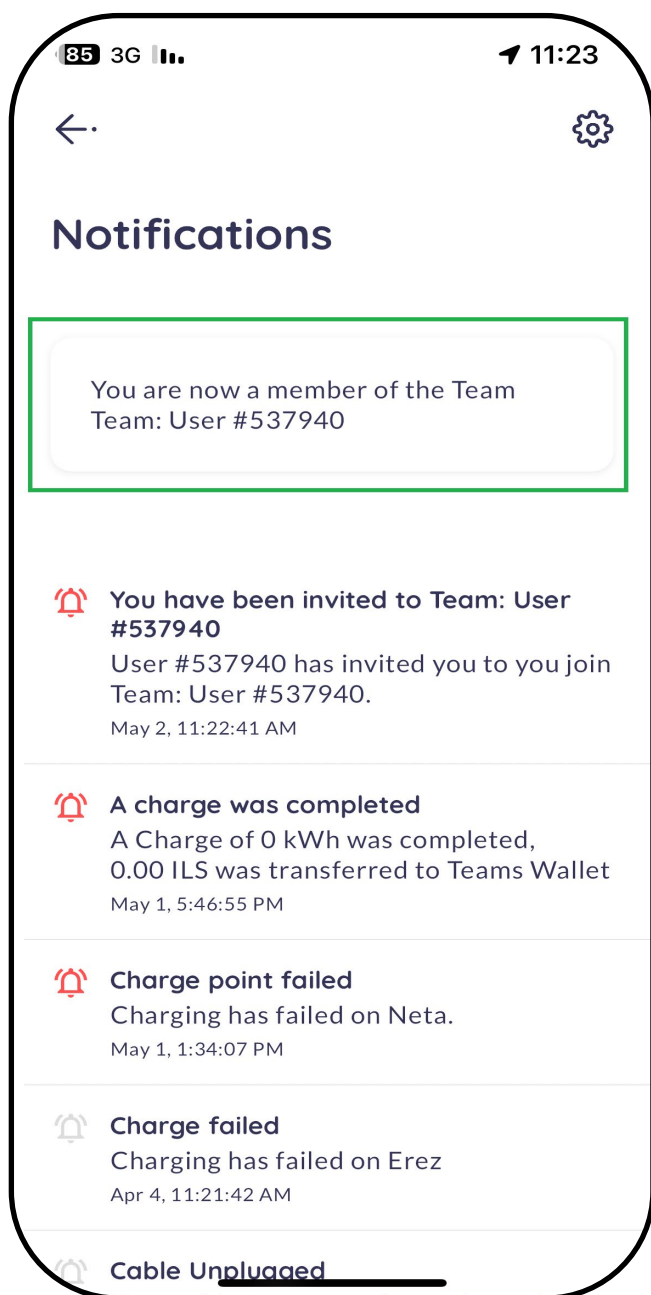 85 3G 11:23
Notifications
You are now a member of the Team
Team: User #537940
You have been invited to Team: User
#537940
User #537940 has invited you to you join
Team: User #537940.
May 2, 11:22:41 AM
A charge was completed
A Charge of 0 kWh was completed,
0.00 ILS was transferred to Teams Wallet
May 1, 5:46:55 PM
Charge point failed
Charging has failed on Neta.
May 1, 1:34:07 PM
Charge failed
Charging has failed on Erez
Apr 4, 11:21:42 AM
Cable Unplugged